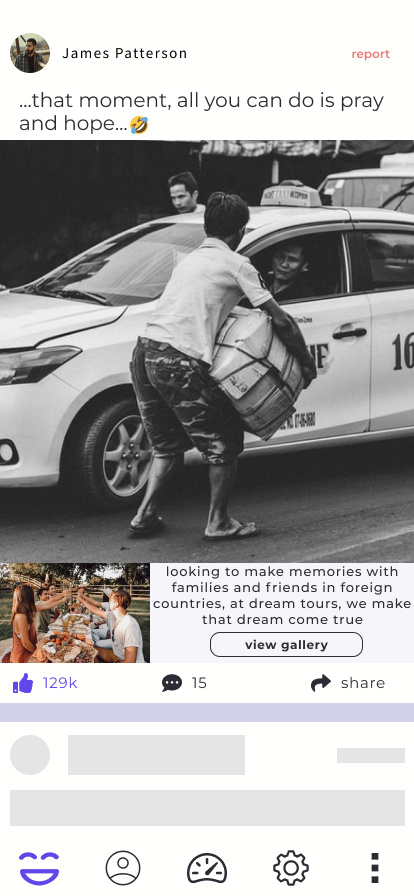 James Patterson
report
...that moment, all you can do is pray
and hope...🤣
16
looking to make memories with
families and friends in foreign
countries, at dream tours, we make
that dream come true
view gallery
129k
15
share